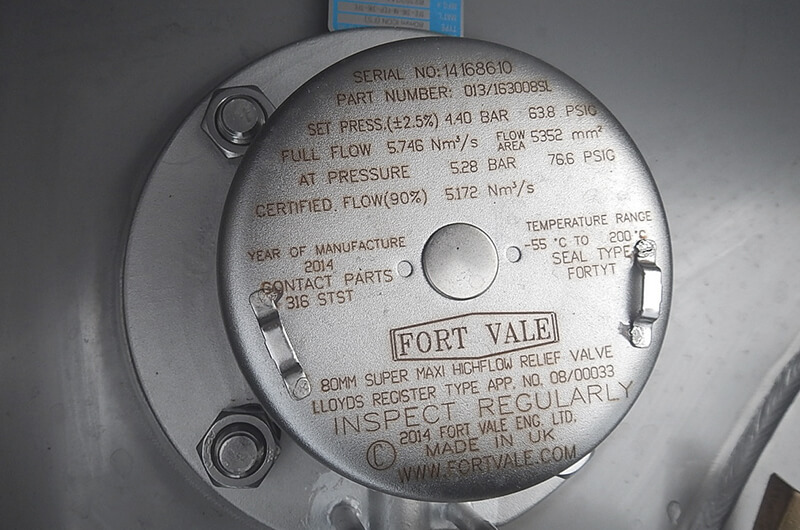 SERIAL NO:14168610
PART NUMBER: 013/163008SL
SET PRESS.(±2.5%) 4.40 BAR 63.8 PSIG
FULL FLOW 5.746 Nm³/s FLOW AREA 5352 mm²
AT PRESSURE 5.28 BAR 76.6 PSIG
CERTIFIED. FLOW(90%) 5.172 Nm³/s
YEAR OF MANUFACTURE
2014
CONTACT PARTS
316 STST
TEMPERATURE RANGE
-55 °C TO 200 °C
SEAL TYPE
FORTYT
FORT VALE
80MM SUPER MAXI HIGHFLOW RELIEF VALVE
LLOYDS REGISTER TYPE APP. NO. 08/00033
INSPECT REGULARLY
© 2014 FORT VALE ENG. LTD.
MADE IN UK
WWW.FORTVALE.COM